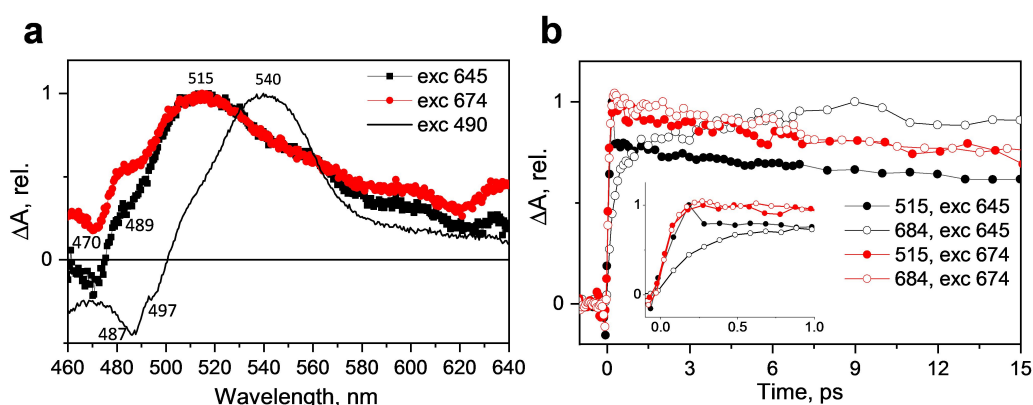 a
ΔA, rel.
1
0
515
540
exc 645
exc 674
exc 490
470
489
497
487
460 480 500 520 540 560 580 600 620 640
Wavelength, nm
b
ΔA, rel.
1
0
515, exc 645
684, exc 645
515, exc 674
684, exc 674
1
0
0.0 0.5 1.0
0 3 6 9 12 15
Time, ps